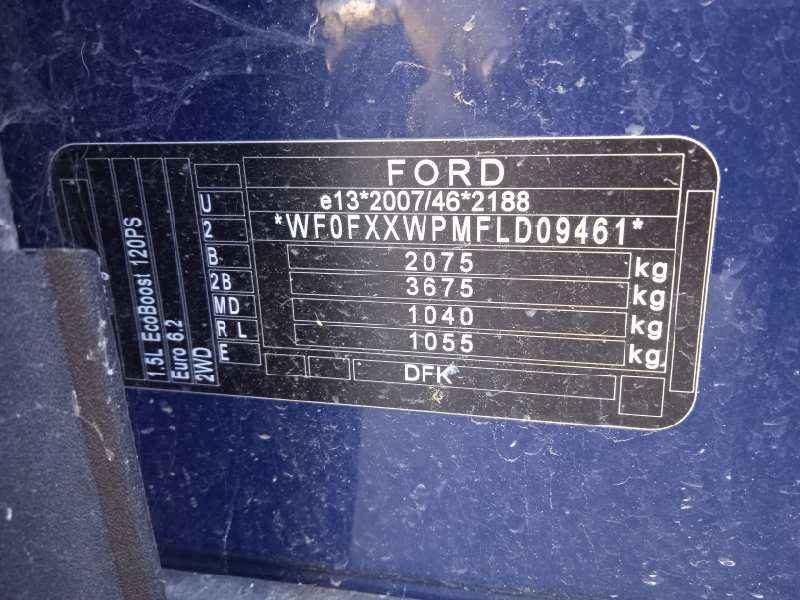 FORD
e13*2007/46*2188
*WF0FXXWPMFLD09461*
2075 kg
3675 kg
1040 kg
1055 kg
DFK
U
2
B
2B
MD
R L
E
1.5L EcoBoost 120PS
Euro 6.2
2WD